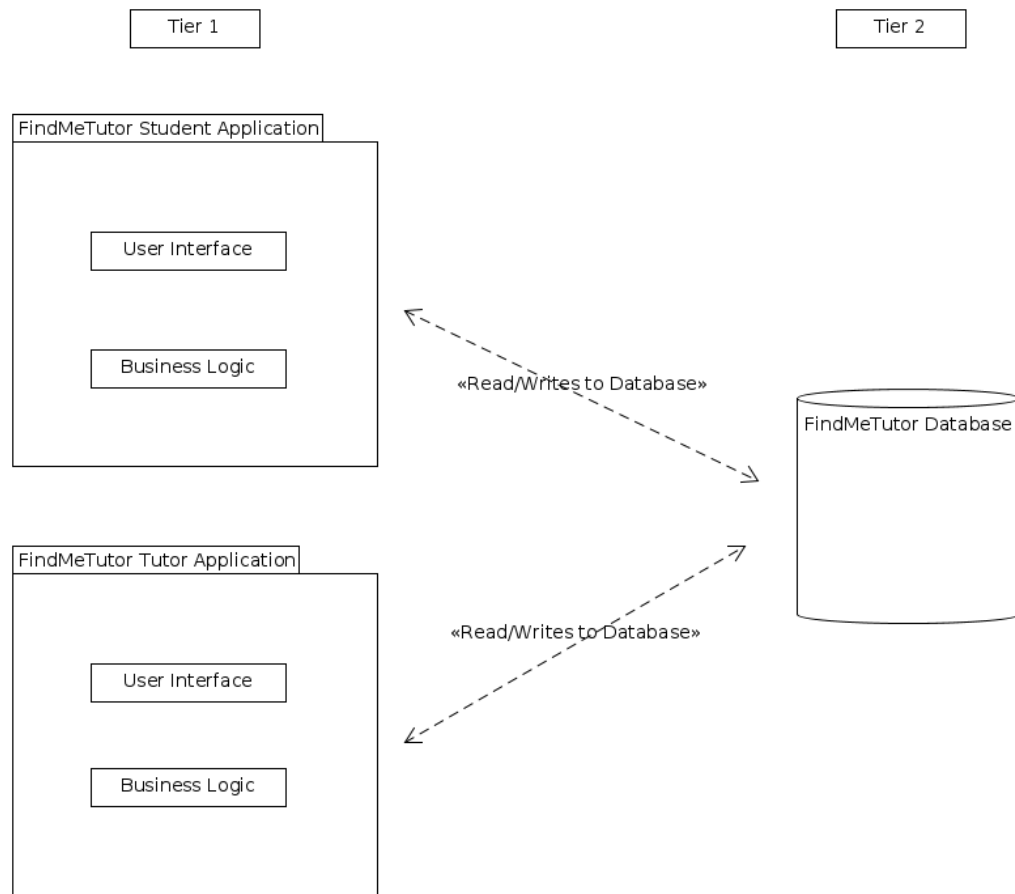 Tier 1
Tier 2
FindMeTutor Student Application
User Interface
Business Logic
«Read/Writes to Database»
FindMeTutor Database
FindMeTutor Tutor Application
«Read/Writes to Database»
User Interface
Business Logic